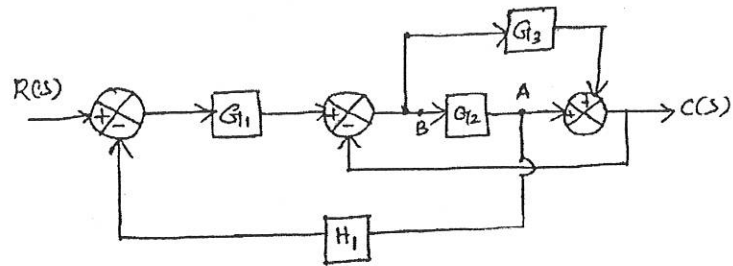 G3
R(s)
+
-
G1
+
-
B
G2
A
+
+
C(s)
H1